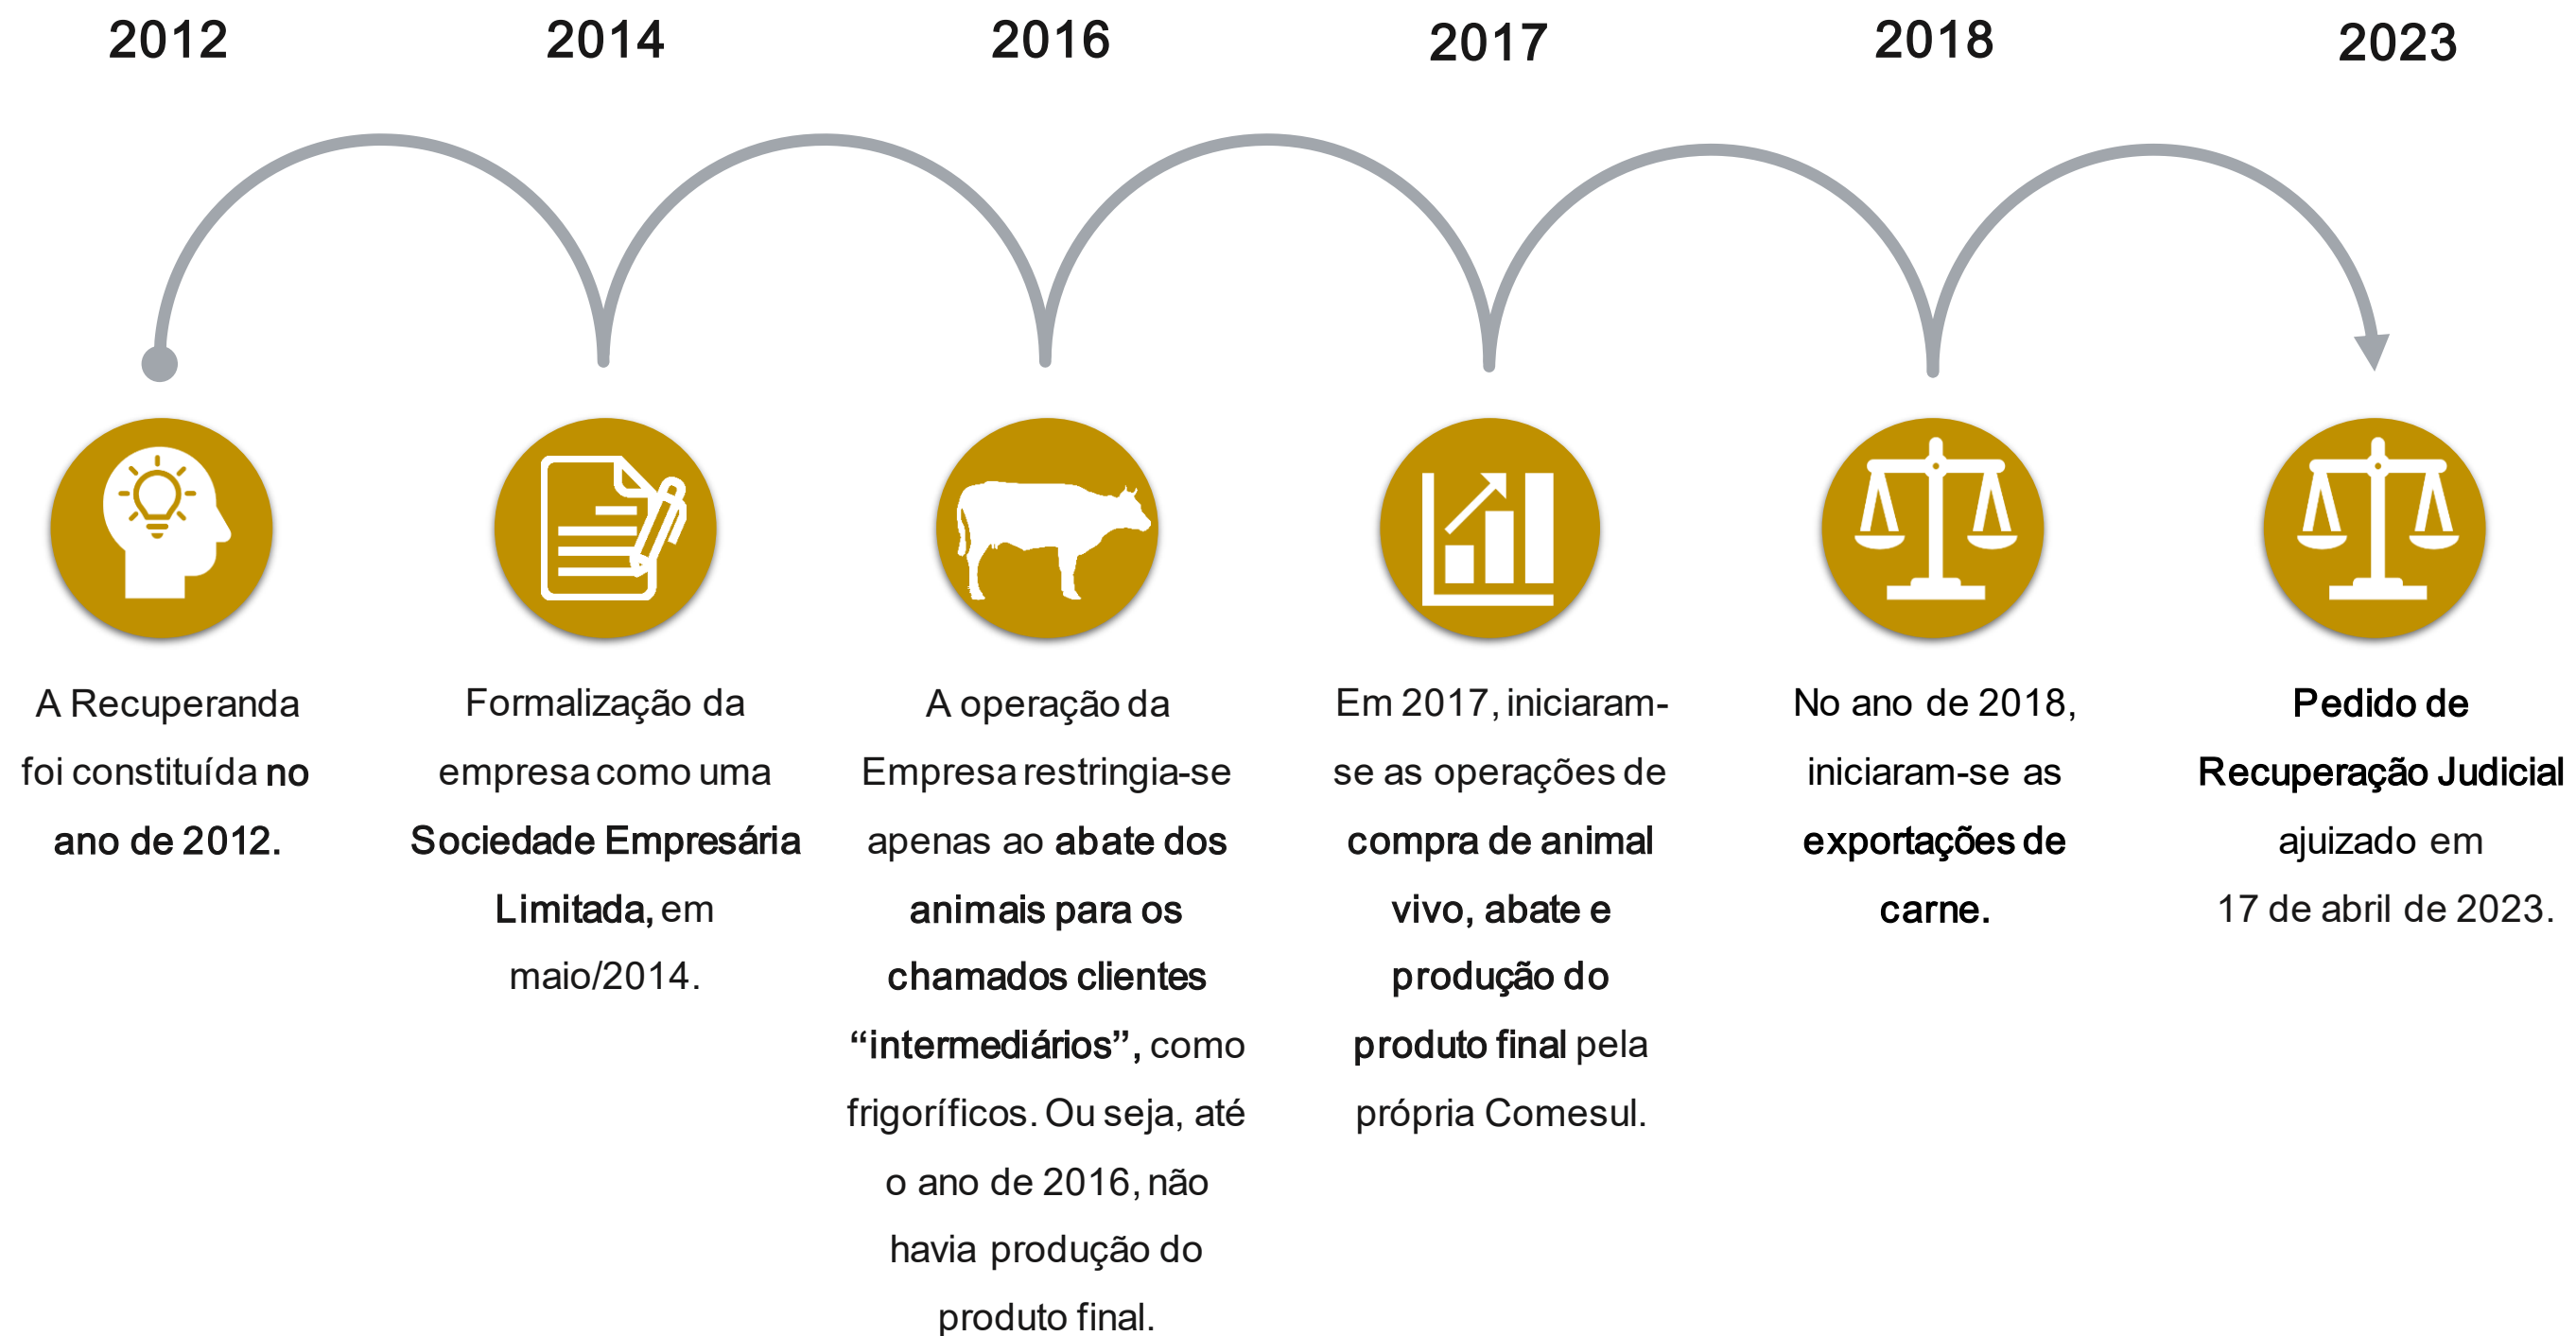 2012
2014
2016
2017
2018
2023
A Recuperanda
foi constituída no
ano de 2012.
Formalização da
empresa como uma
Sociedade Empresária
Limitada, em
maio/2014.
A operação da
Empresa restringia-se
apenas ao abate dos
animais para os
chamados clientes
“intermediários”, como
frigoríficos. Ou seja, até
o ano de 2016, não
havia produção do
produto final.
Em 2017, iniciaram-
se as operações de
compra de animal
vivo, abate e
produção do
produto final pela
própria Comesul.
No ano de 2018,
iniciaram-se as
exportações de
carne.
Pedido de
Recuperação Judicial
ajuizado em
17 de abril de 2023.